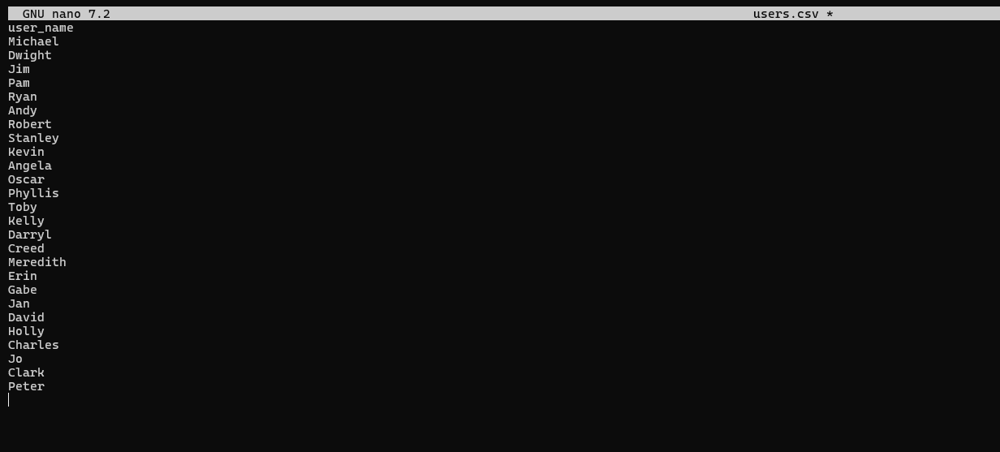 GNU nano 7.2 users.csv *
user_name
Michael
Dwight
Jim
Pam
Ryan
Andy
Robert
Stanley
Kevin
Angela
Oscar
Phyllis
Toby
Kelly
Darryl
Creed
Meredith
Erin
Gabe
Jan
David
Holly
Charles
Jo
Clark
Peter